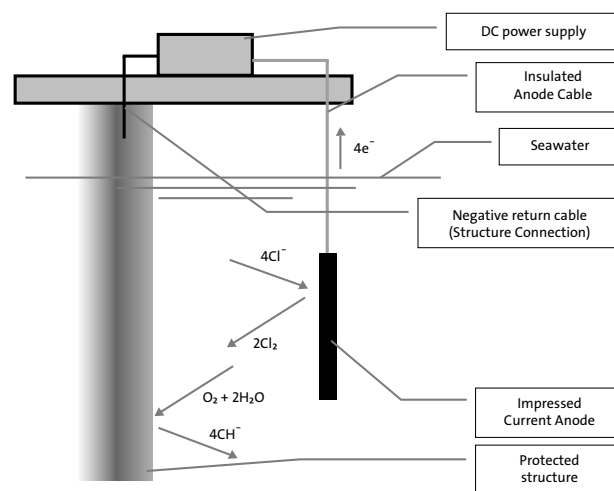 DC power supply
Insulated
Anode Cable
4e⁻
Seawater
Negative return cable
(Structure Connection)
4Cl⁻
2Cl₂
O₂ + 2H₂O
4CH⁻
Impressed
Current Anode
Protected
structure